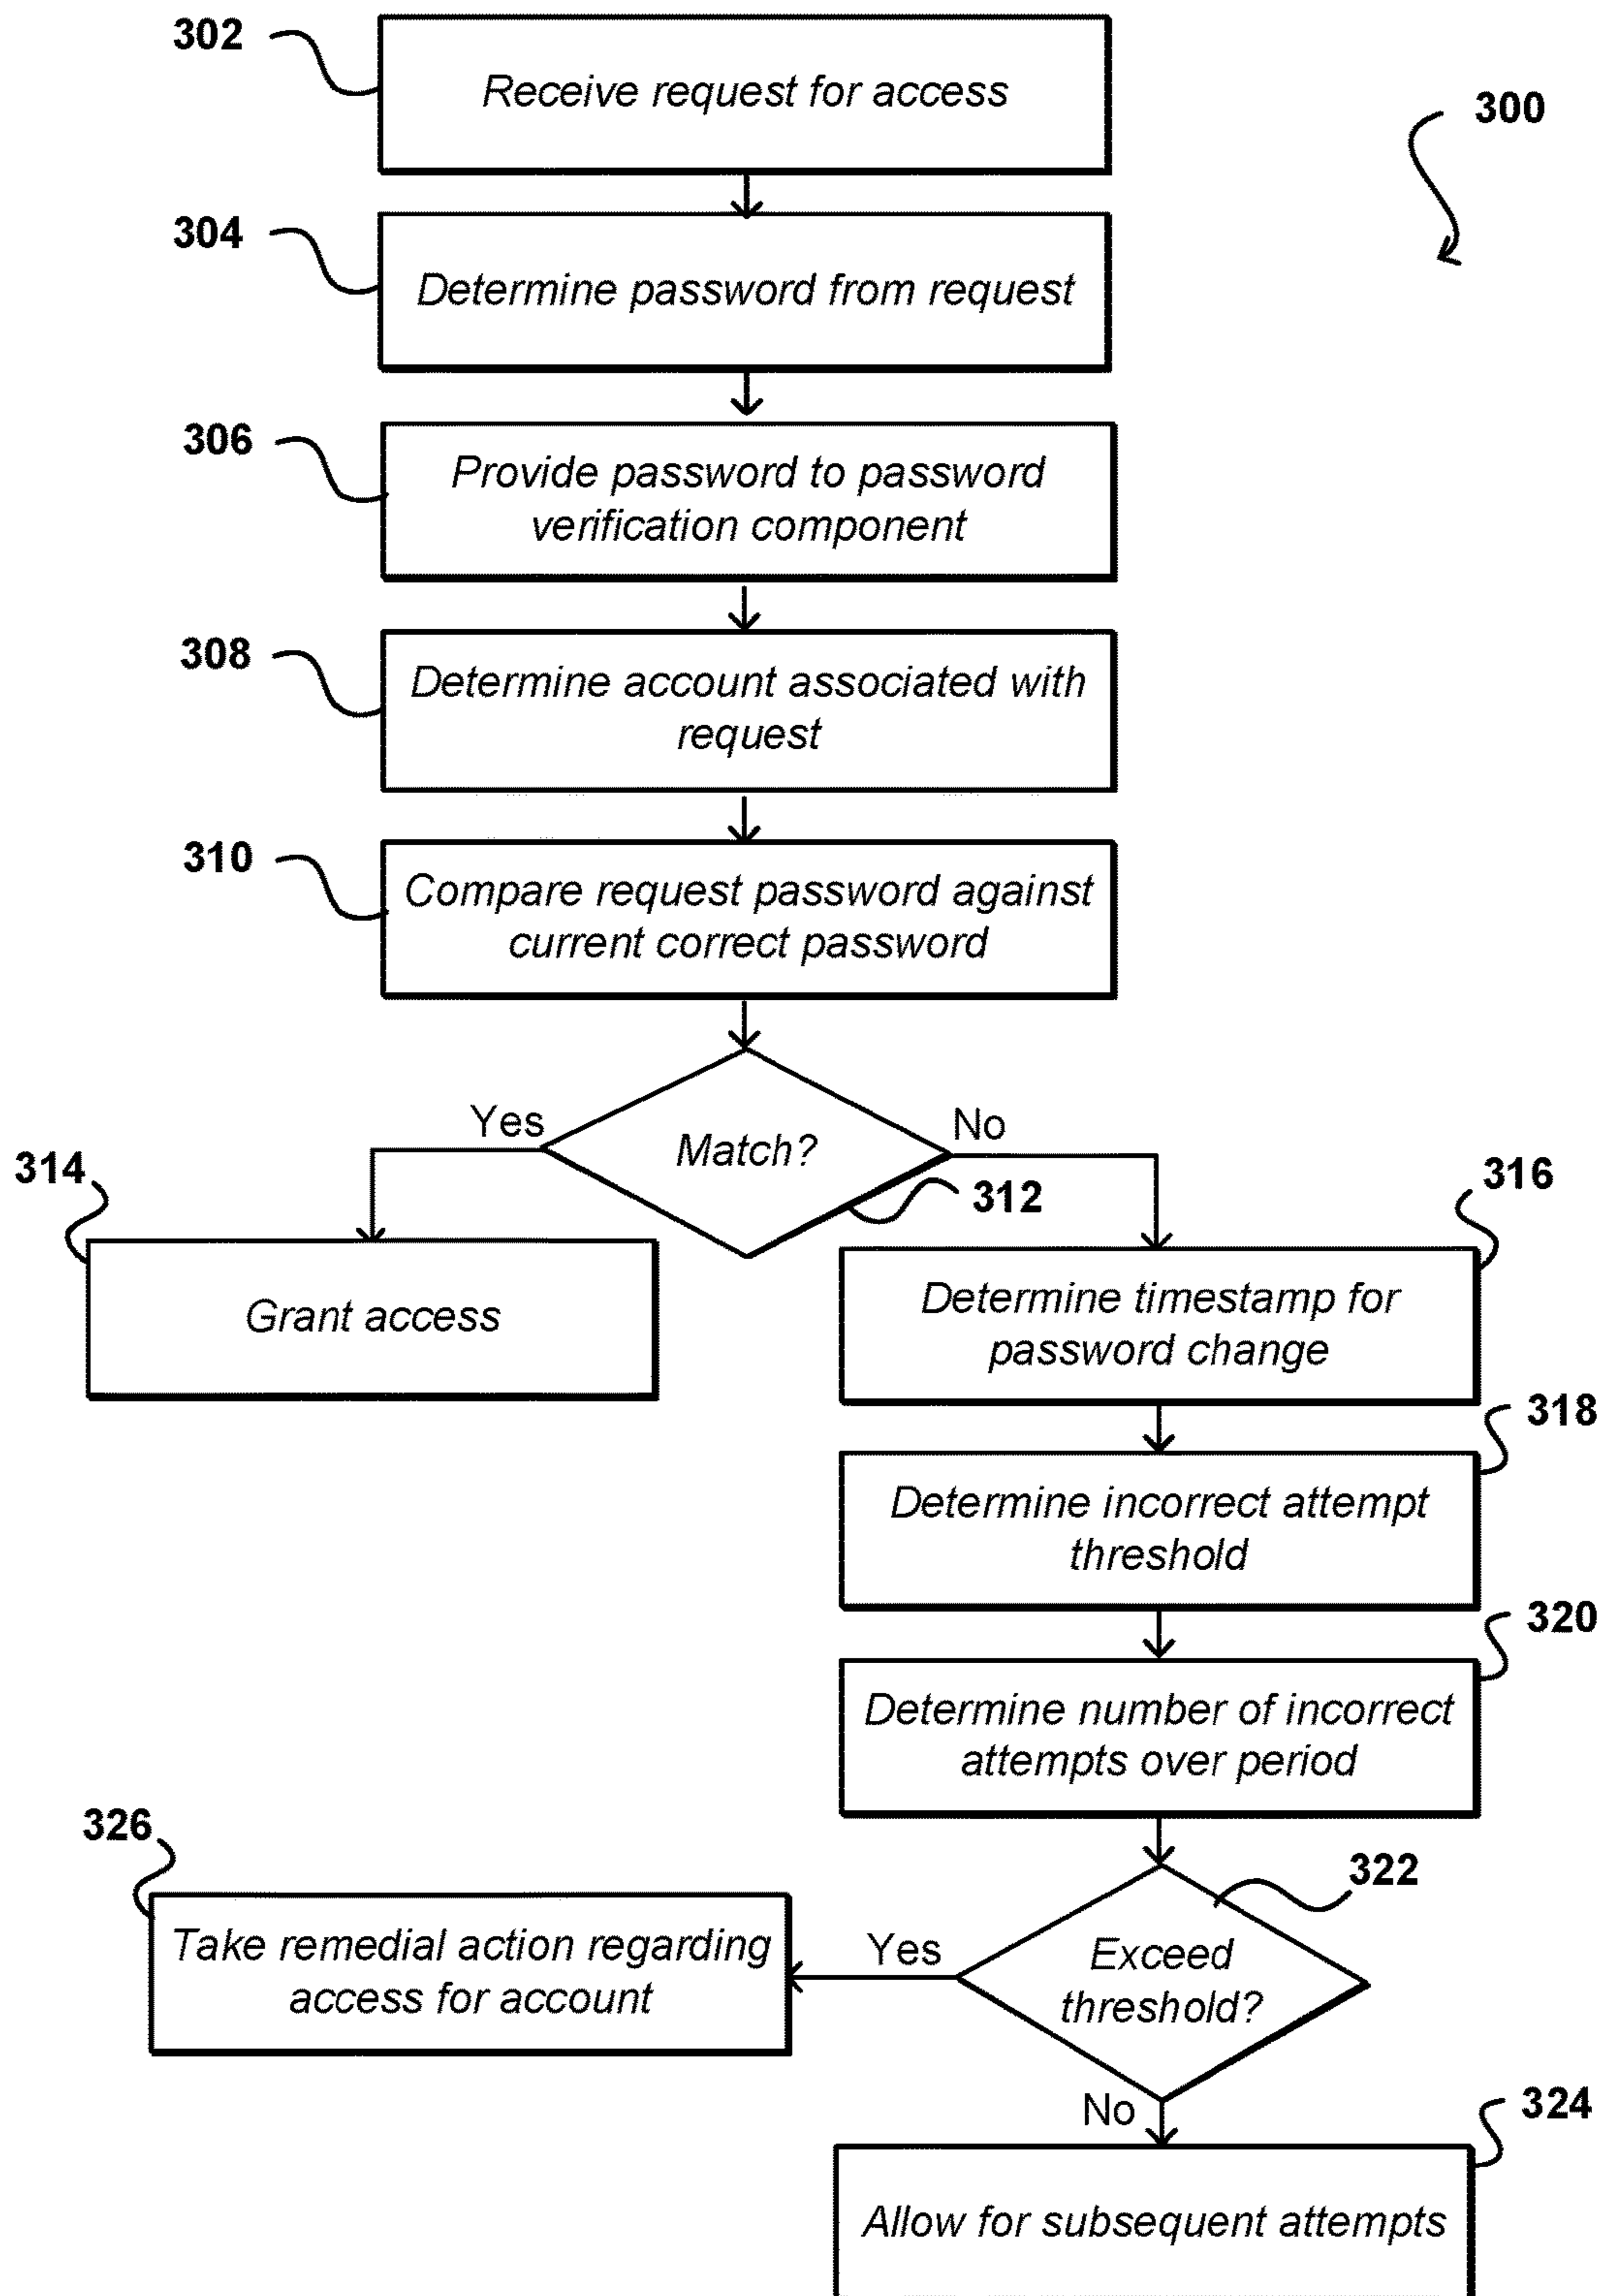 302
Receive request for access
300
304
Determine password from request
306
Provide password to password
verification component
308
Determine account associated with
request
310
Compare request password against
current correct password
Yes
Match?
No
312
314
Grant access
316
Determine timestamp for
password change
318
Determine incorrect attempt
threshold
320
Determine number of incorrect
attempts over period
322
Exceed
threshold?
Yes
326
Take remedial action regarding
access for account
No
324
Allow for subsequent attempts